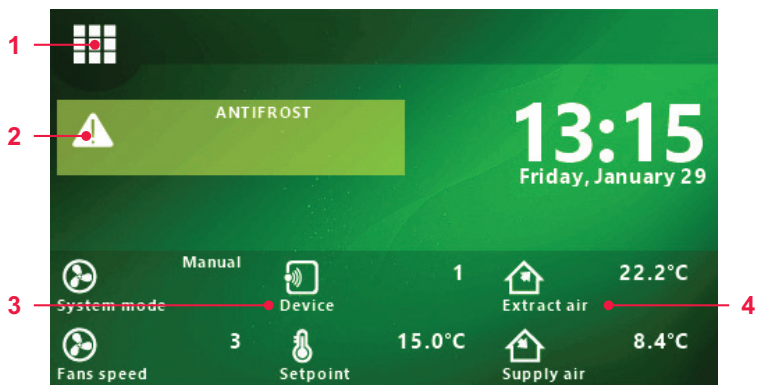 1
2
ANTIFROST
13:15
Friday, January 29
Manual
1
22.2°C
3
System mode
Device
Extract air
4
3
15.0°C
8.4°C
Fans speed
Setpoint
Supply air